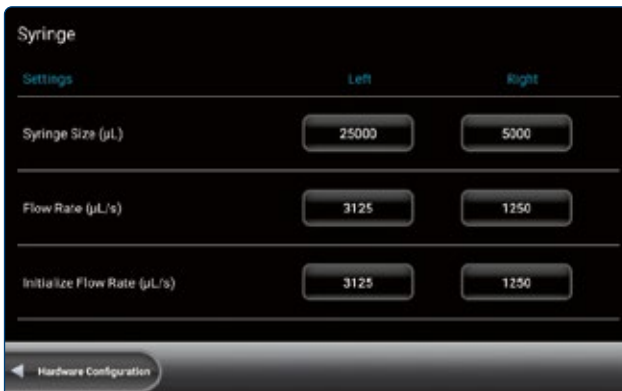 Syringe
Settings Left Right
Syringe Size (µL) 25000 5000
Flow Rate (µL/s) 3125 1250
Initialize Flow Rate (µL/s) 3125 1250
Hardware Configuration